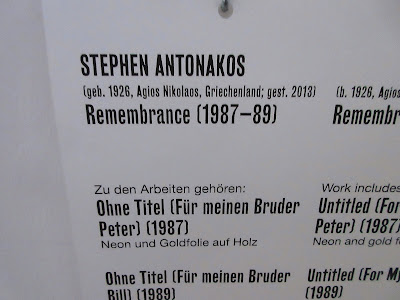 STEPHEN ANTONAKOS
(geb. 1926, Agios Nikolaos, Griechenland; gest. 2013)
Remembrance (1987–89)
Zu den Arbeiten gehören:
Ohne Titel (Für meinen Bruder
Peter) (1987)
Neon und Goldfolie auf Holz
Ohne Titel (Für meinen Bruder
Bill) (1989)
(b. 1926, Agios
Remembr
Work includes
Untitled (For
Peter) (1987)
Neon and gold f
Untitled (For My
(1989)